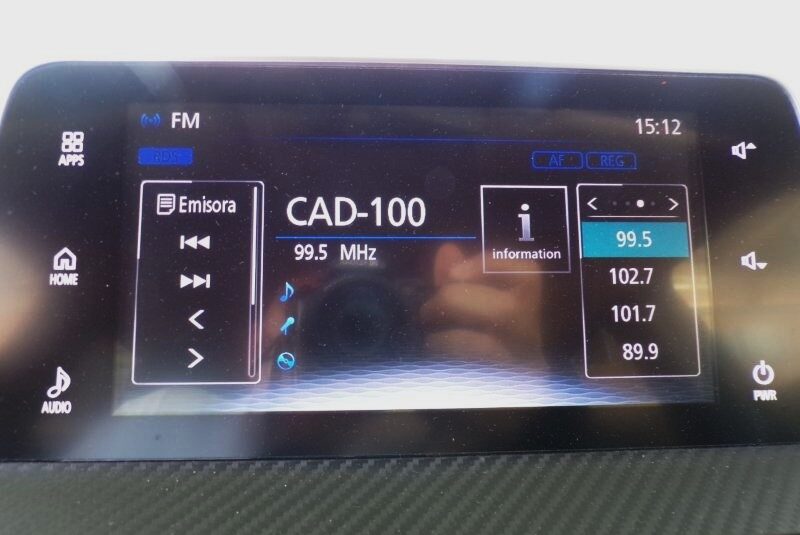 FM
15:12
RDS
AF
REG
APPS
HOME
AUDIO
Emisora
CAD-100
99.5 MHz
i
information
99.5
102.7
101.7
89.9
PWR